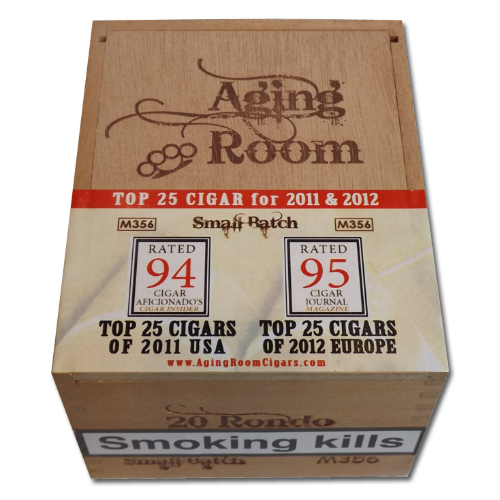 Aging
Room
TOP 25 CIGAR for 2011 & 2012
M356 Small Batch M356
RATED
94
CIGAR
AFICIONADO'S
CIGAR INSIDER
TOP 25 CIGARS
OF 2011 USA
RATED
95
CIGAR
JOURNAL
MAGAZINE
TOP 25 CIGARS
OF 2012 EUROPE
www.AgingRoomCigars.com
20 Rondo
Smoking kills
Small Batch M356